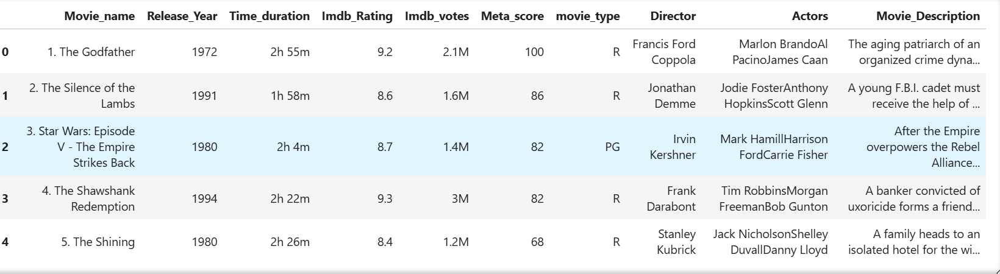 Movie_name Release_Year Time_duration Imdb_Rating Imdb_votes Meta_score movie_type Director Actors Movie_Description
0 1. The Godfather 1972 2h 55m 9.2 2.1M 100 R Francis Ford Coppola Marlon BrandoAl PacinoJames Caan The aging patriarch of an organized crime dyna...
1 2. The Silence of the Lambs 1991 1h 58m 8.6 1.6M 86 R Jonathan Demme Jodie FosterAnthony HopkinsScott Glenn A young F.B.I. cadet must receive the help of ...
2 3. Star Wars: Episode V - The Empire Strikes Back 1980 2h 4m 8.7 1.4M 82 PG Irvin Kershner Mark HamillHarrison FordCarrie Fisher After the Empire overpowers the Rebel Alliance...
3 4. The Shawshank Redemption 1994 2h 22m 9.3 3M 82 R Frank Darabont Tim RobbinsMorgan FreemanBob Gunton A banker convicted of uxoricide forms a friend...
4 5. The Shining 1980 2h 26m 8.4 1.2M 68 R Stanley Kubrick Jack NicholsonShelley DuvallDanny Lloyd A family heads to an isolated hotel for the wi...